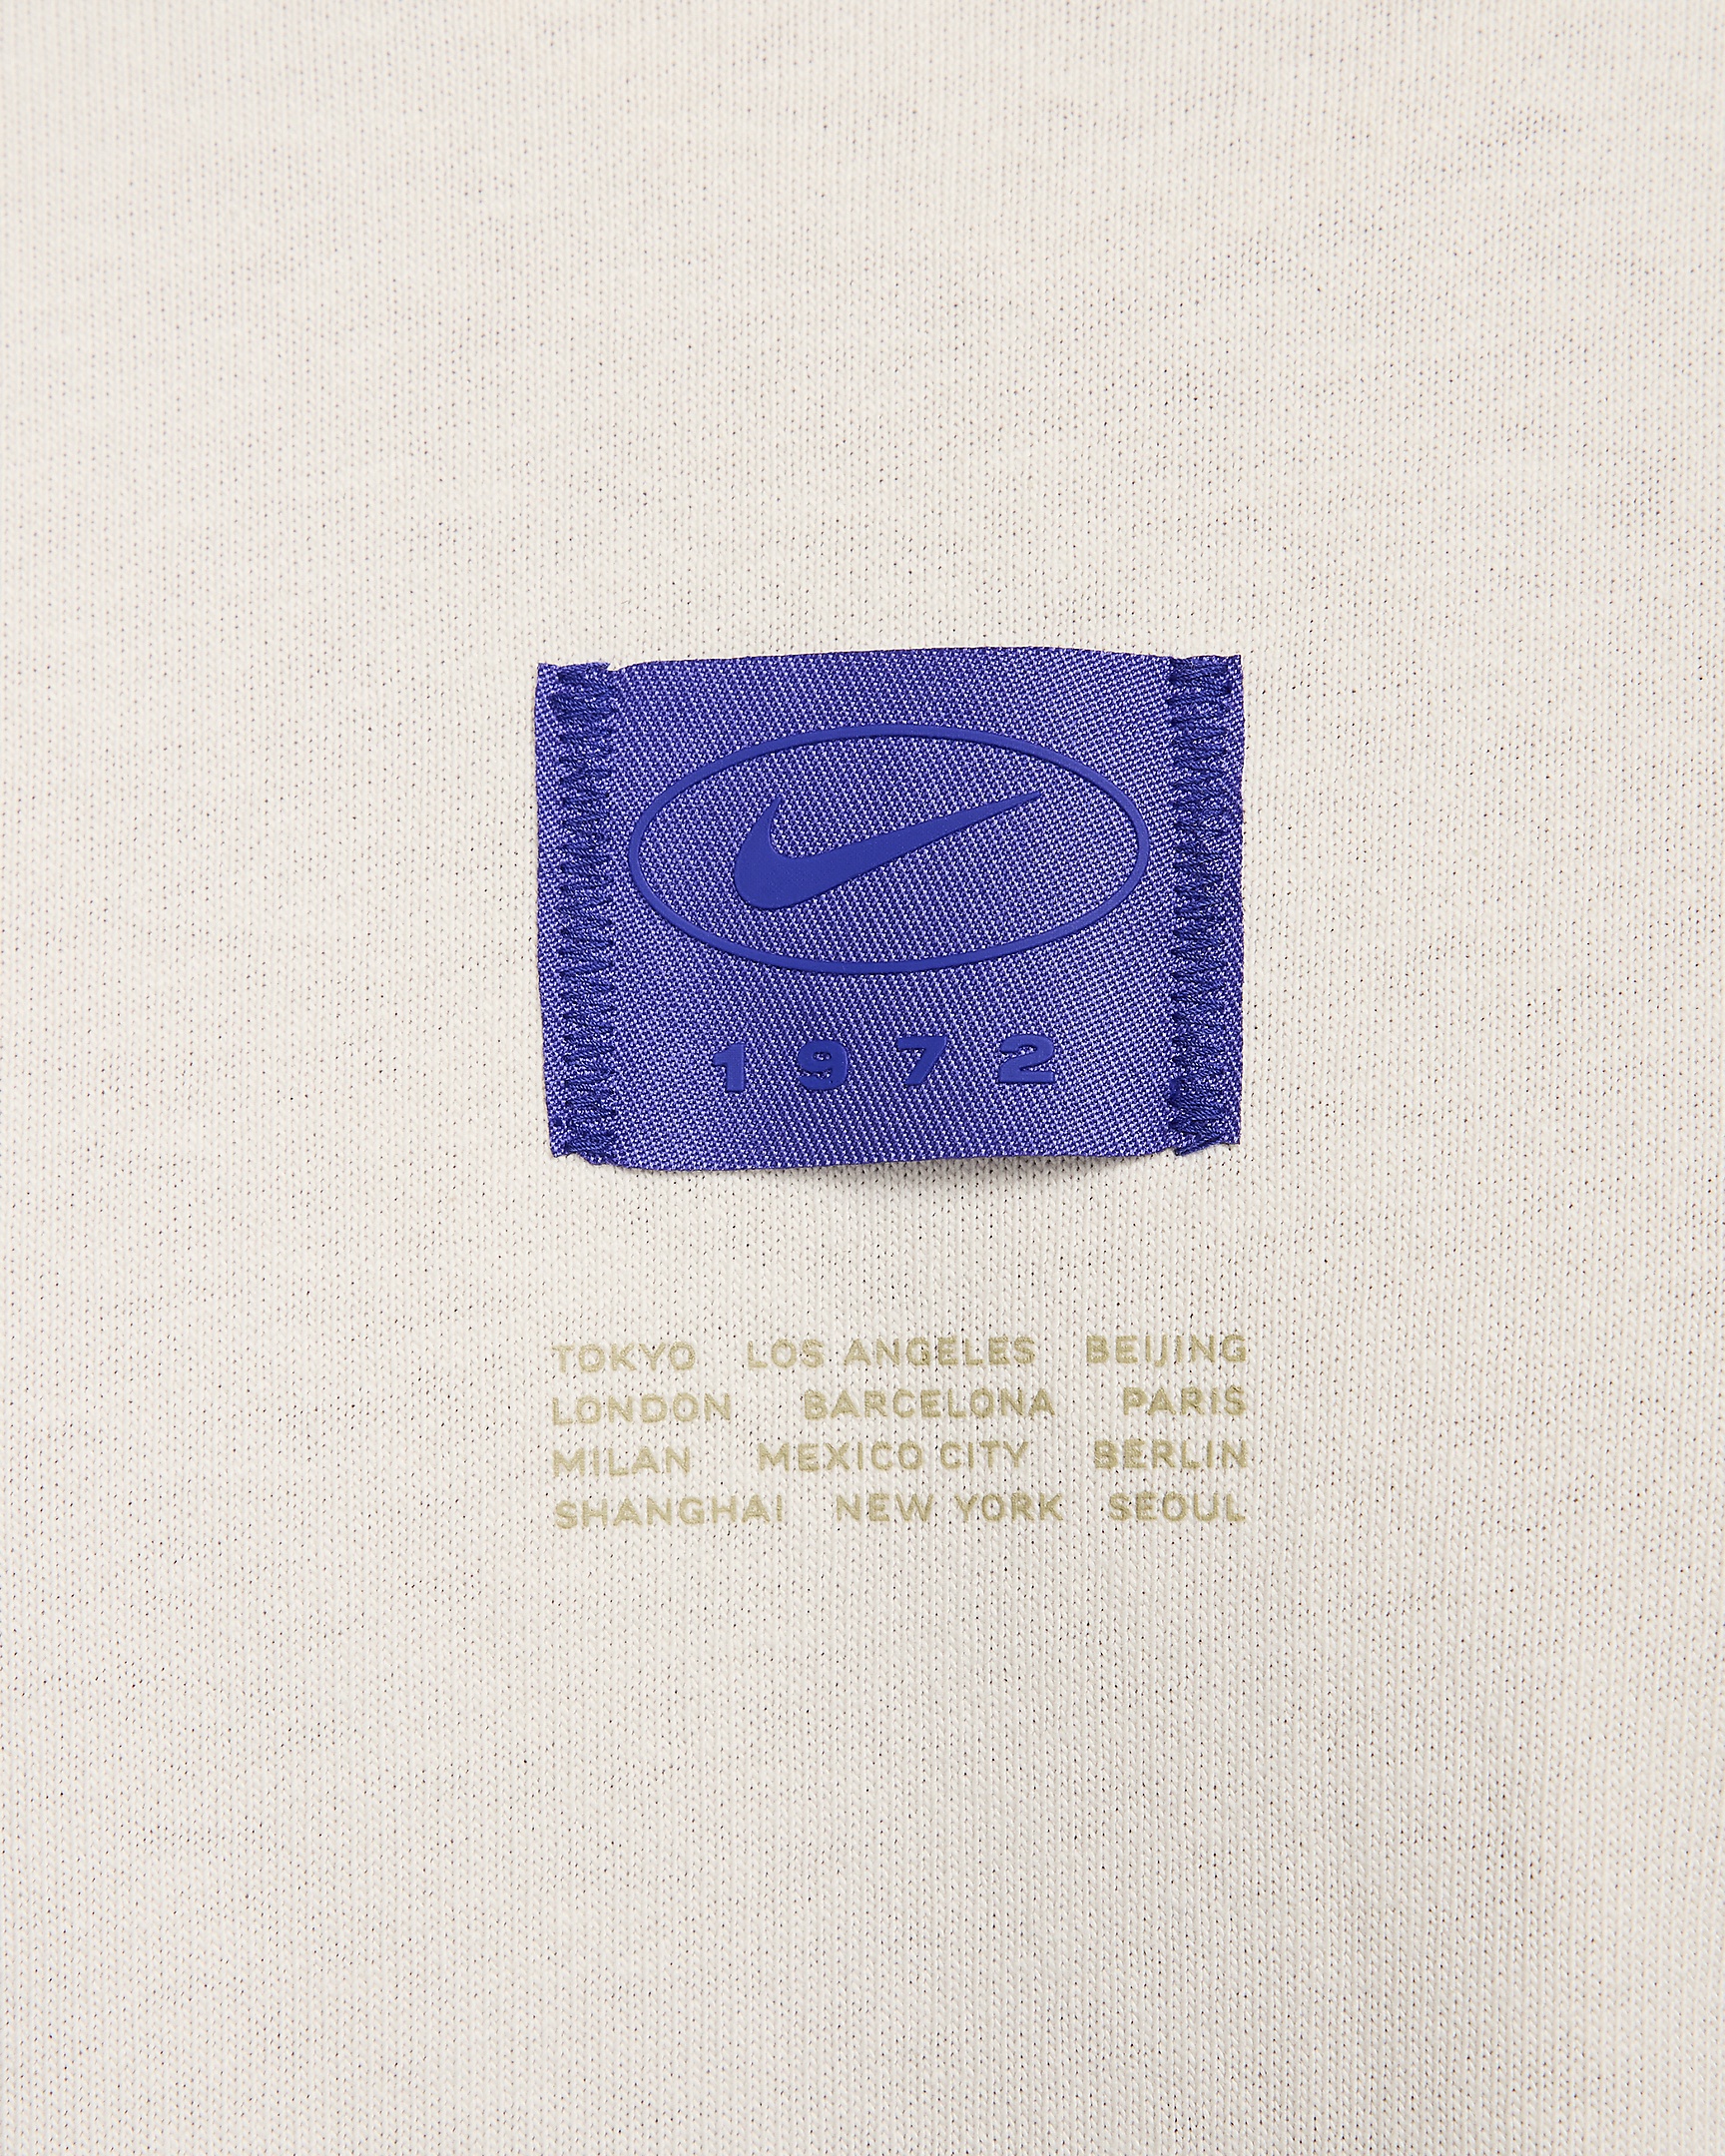 1972
TOKYO LOS ANGELES BEIJING
LONDON BARCELONA PARIS
MILAN MEXICO CITY BERLIN
SHANGHAI NEW YORK SEOUL